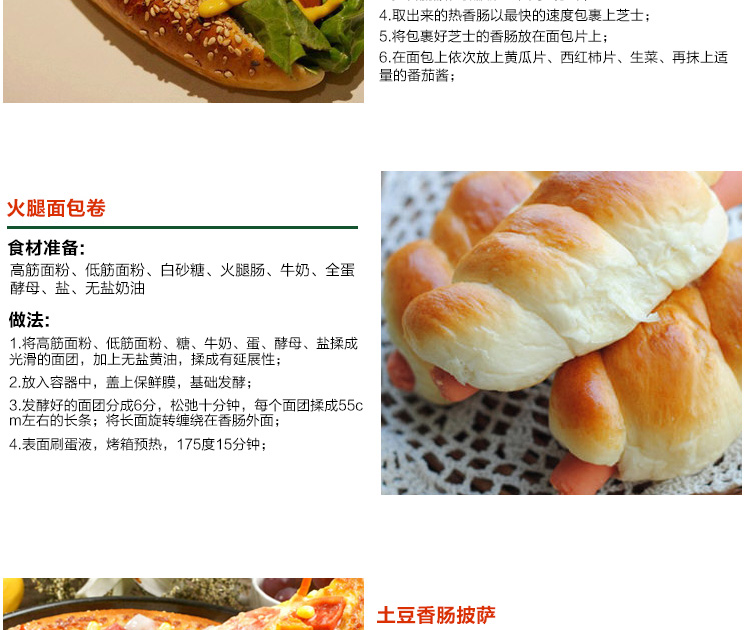 4.取出来的热香肠以最快的速度包裹上芝士；
5.将包裹好芝士的香肠放在面包片上；
6.在面包上依次放上黄瓜片、西红柿片、生菜、再抹上适
量的番茄酱；
火腿面包卷
食材准备:
高筋面粉、低筋面粉、白砂糖、火腿肠、牛奶、全蛋
酵母、盐、无盐奶油
做法:
1.将高筋面粉、低筋面粉、糖、牛奶、蛋、酵母、盐揉成
光滑的面团，加上无盐黄油，揉成有延展性；
2.放入容器中，盖上保鲜膜，基础发酵；
3.发酵好的面团分成6分，松弛十分钟，每个面团揉成55c
m左右的长条；将长面旋转缠绕在香肠外面；
4.表面刷蛋液，烤箱预热，175度15分钟；
土豆香肠披萨